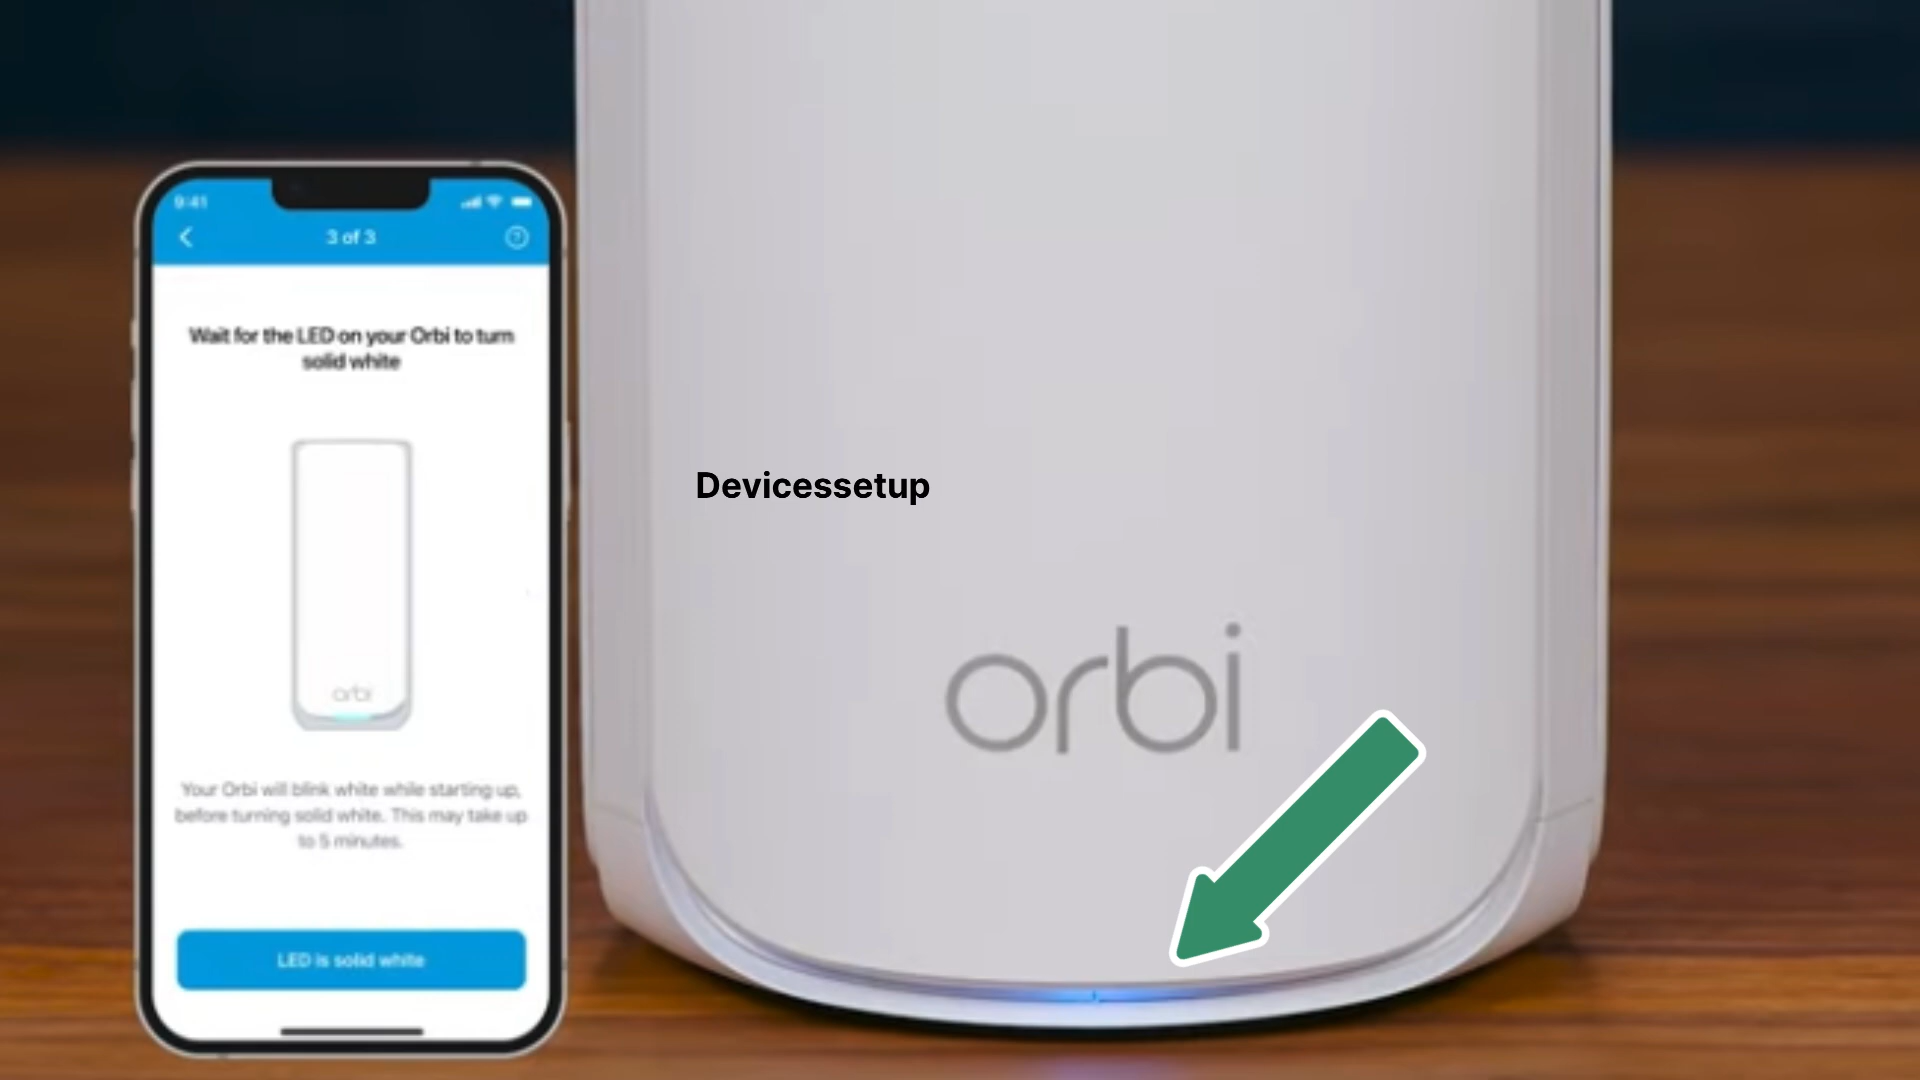 9:41
3 of 3
?
Wait for the LED on your Orbi to turn
solid white
orbi
Your Orbi will blink white while starting up,
before turning solid white. This may take up
to 5 minutes.
LED is solid white
Devicessetup
orbi